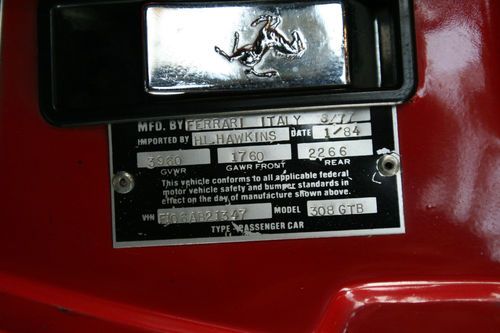 MFD. BY FERRARI ITALY 8/77
IMPORTED BY H.L.HAWKINS DATE 1/84
3960 1760 2266
GVWR GAWR FRONT REAR
This vehicle conforms to all applicable federal
motor vehicle safety and bumper standards in
effect on the day of manufacture shown above.
VIN F106AB21347 MODEL 308 GTB
TYPE - PASSENGER CAR